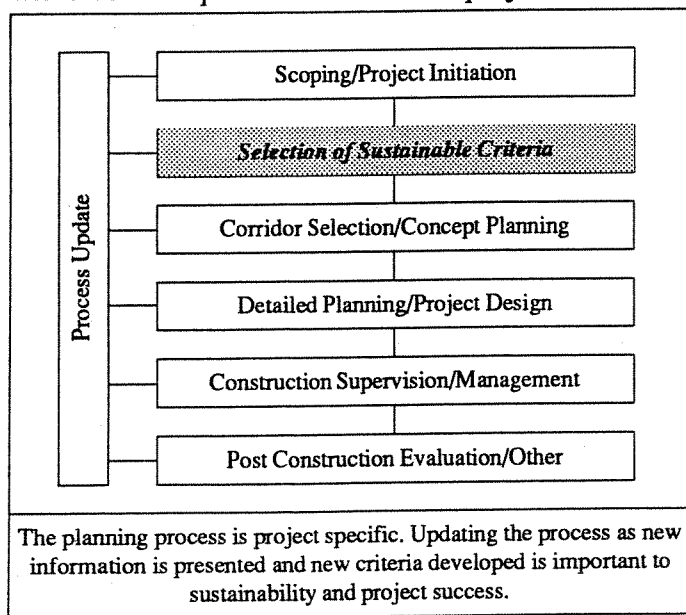 Scoping/Project Initiation
Selection of Sustainable Criteria
Corridor Selection/Concept Planning
Process Update
Detailed Planning/Project Design
Construction Supervision/Management
Post Construction Evaluation/Other
The planning process is project specific. Updating the process as new
information is presented and new criteria developed is important to
sustainability and project success.